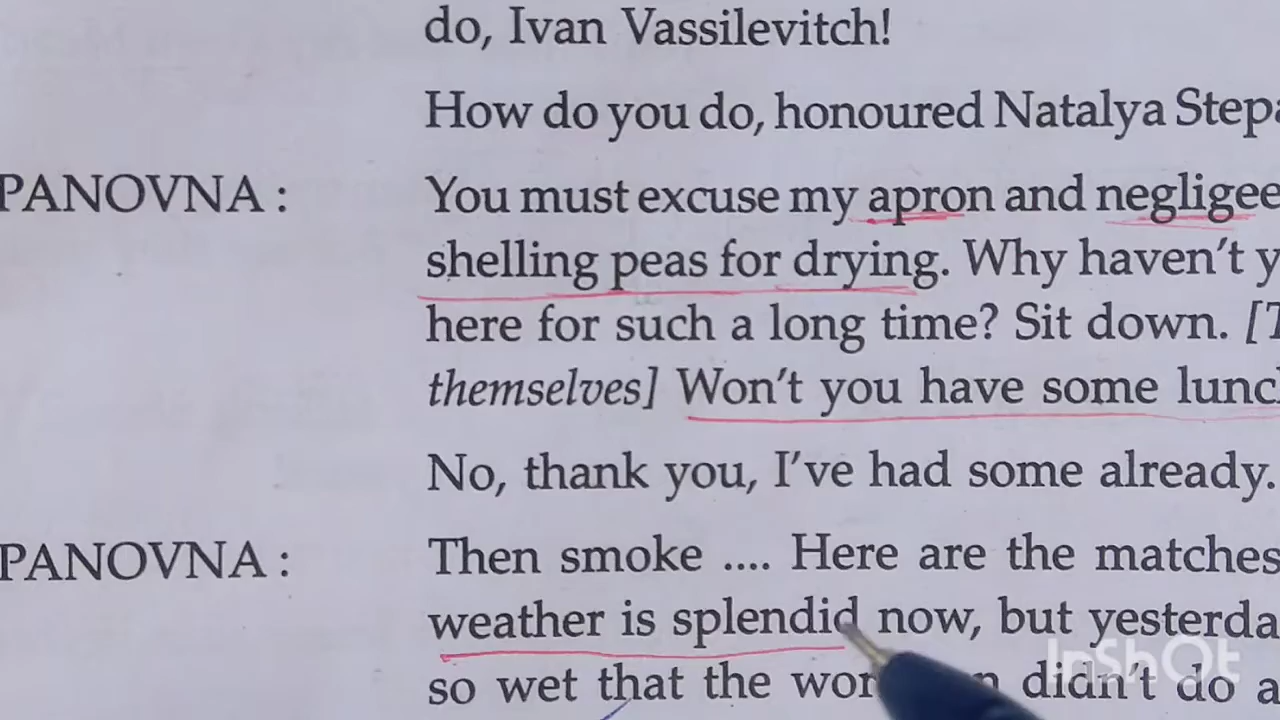 do, Ivan Vassilevitch!
How do you do, honoured Natalya Stepa
PANOVNA : You must excuse my apron and negligee
shelling peas for drying. Why haven't y
here for such a long time? Sit down. [T
themselves] Won't you have some lunch
No, thank you, I've had some already.
PANOVNA : Then smoke .... Here are the matches
weather is splendid now, but yesterda
so wet that the wor n didn't do a
InShOt